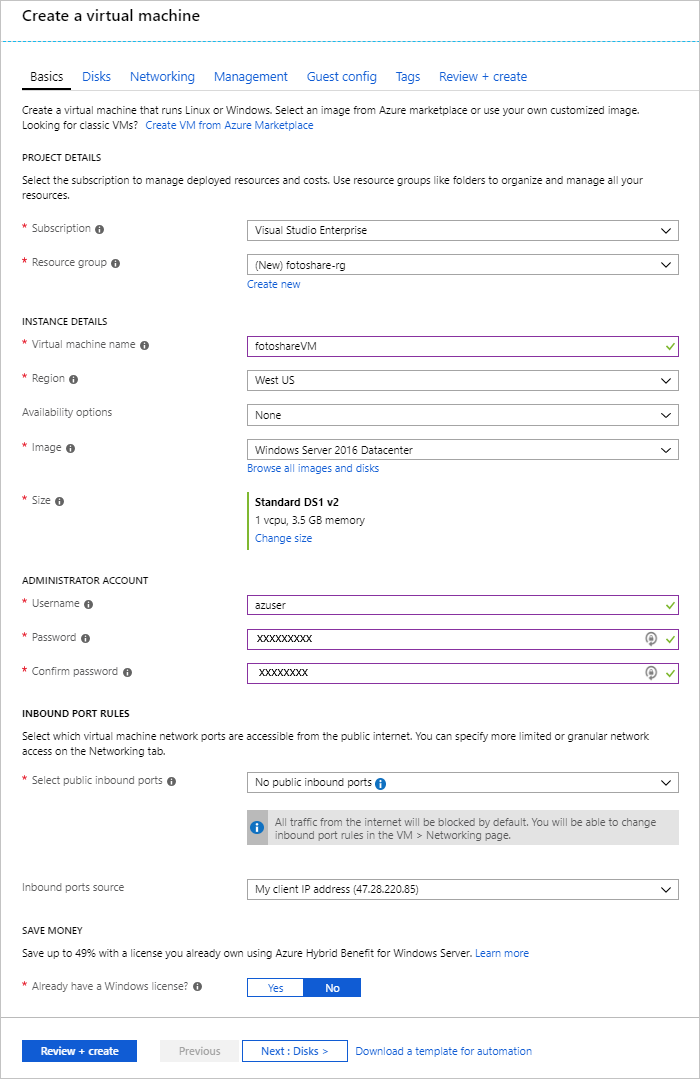 Create a virtual machine
Basics Disks Networking Management Guest config Tags Review + create
Create a virtual machine that runs Linux or Windows. Select an image from Azure marketplace or use your own customized image.
Looking for classic VMs? Create VM from Azure Marketplace
PROJECT DETAILS
Select the subscription to manage deployed resources and costs. Use resource groups like folders to organize and manage all your
resources.
* Subscription Visual Studio Enterprise
* Resource group (New) fotoshare-rg
Create new
INSTANCE DETAILS
* Virtual machine name fotoshareVM
* Region West US
Availability options None
* Image Windows Server 2016 Datacenter
Browse all images and disks
* Size Standard DS1 v2
1 vcpu, 3.5 GB memory
Change size
ADMINISTRATOR ACCOUNT
* Username azuser
* Password XXXXXXXXX
* Confirm password XXXXXXXX
INBOUND PORT RULES
Select which virtual machine network ports are accessible from the public internet. You can specify more limited or granular network
access on the Networking tab.
* Select public inbound ports No public inbound ports
All traffic from the internet will be blocked by default. You will be able to change
inbound port rules in the VM > Networking page.
Inbound ports source My client IP address (47.28.220.85)
SAVE MONEY
Save up to 49% with a license you already own using Azure Hybrid Benefit for Windows Server. Learn more
* Already have a Windows license? Yes No
Review + create Previous Next : Disks > Download a template for automation